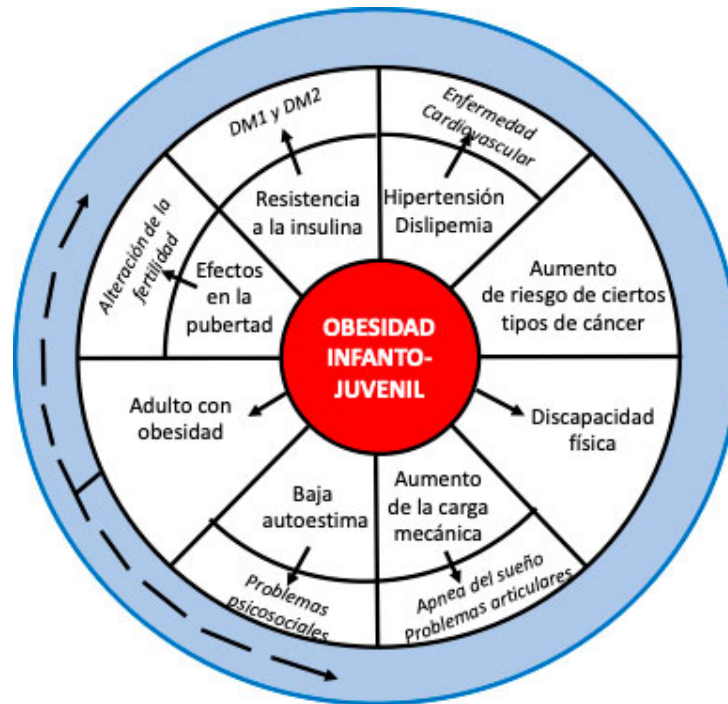 DM1 y DM2
Resistencia
a la insulina
Enfermedad
Cardiovascular
Hipertensión
Dislipemia
Aumento
de riesgo de ciertos
tipos de cáncer
Discapacidad
física
Aumento
de la carga
mecánica
Apnea del sueño
Problemas articulares
Baja
autoestima
Problemas
psicosociales
Adulto con
obesidad
Efectos
en la
pubertad
Alteración de la
fertilidad
OBESIDAD
INFANTO-
JUVENIL